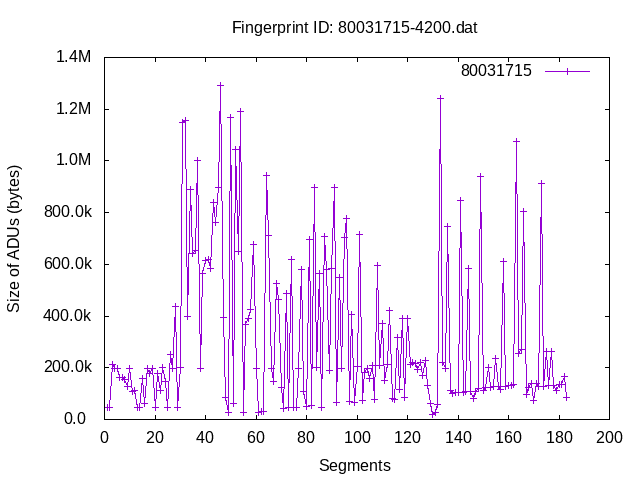 Fingerprint ID: 80031715-4200.dat
80031715
1.4M
1.2M
1.0M
800.0k
600.0k
400.0k
200.0k
0.0
Size of ADUs (bytes)
0 20 40 60 80 100 120 140 160 180 200
Segments